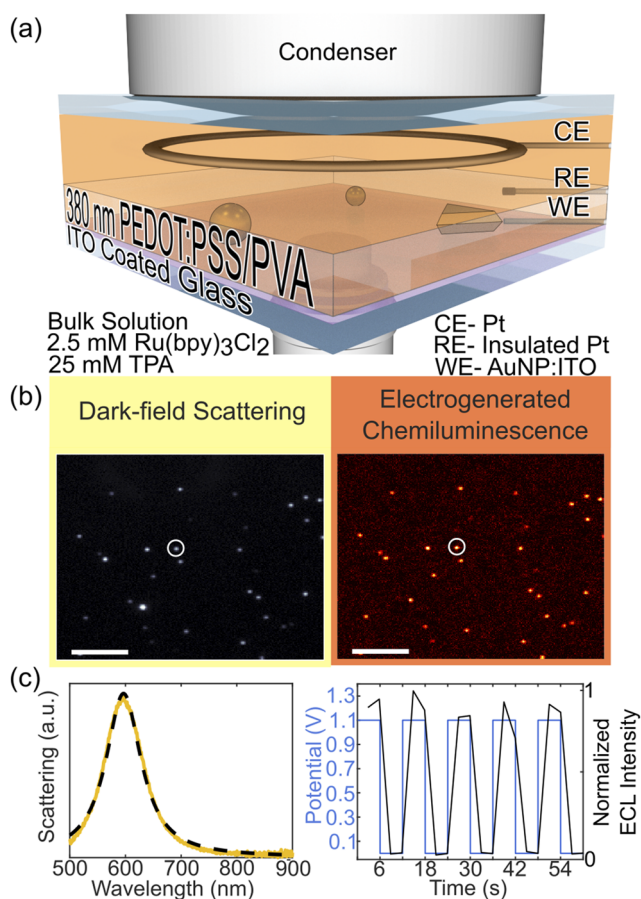 (a)
Condenser
CE
RE
WE
380 nm PEDOT:PSS/PVA
ITO Coated Glass
Bulk Solution
2.5 mM Ru(bpy)3Cl2
25 mM TPA
CE- Pt
RE- Insulated Pt
WE- AuNP:ITO
(b)
Dark-field Scattering
Electrogenerated
Chemiluminescence
(c)
Scattering (a.u.)
500 600 700 800 900
Wavelength (nm)
Potential (V)
1.3
1.1
0.9
0.7
0.5
0.3
0.1
6 18 30 42 54
Time (s)
1
0
Normalized
ECL Intensity